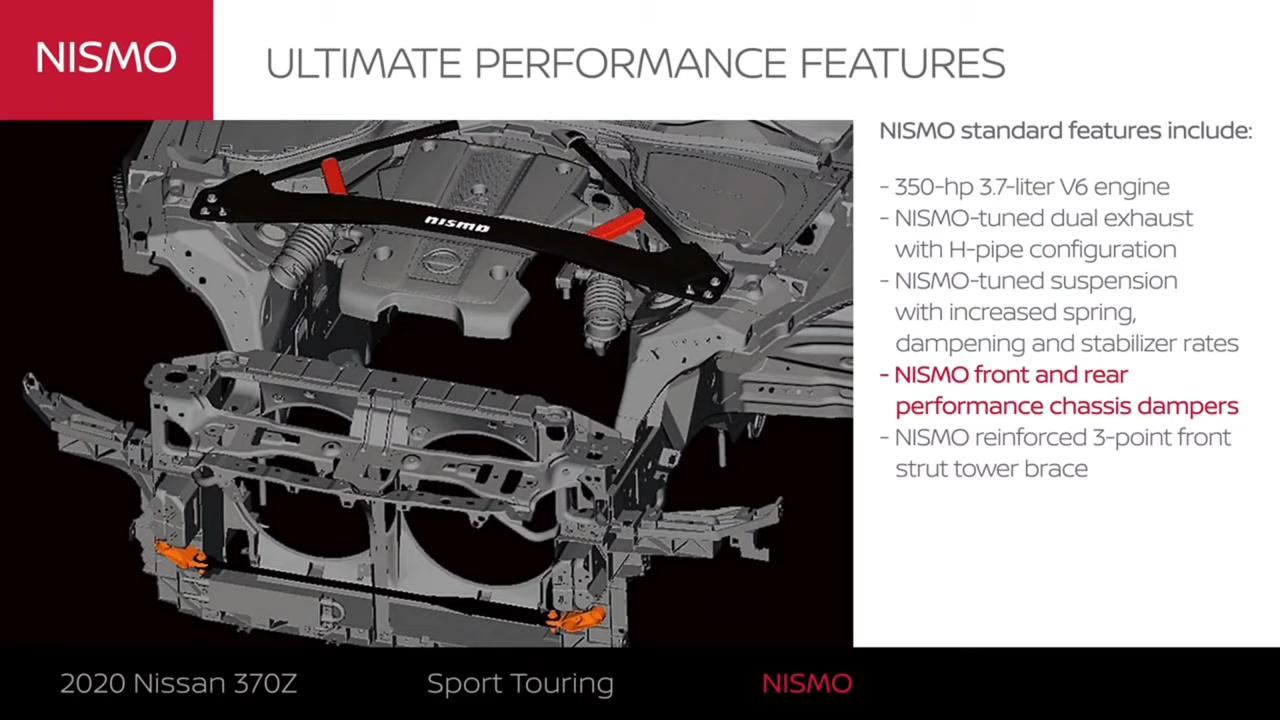 NISMO
ULTIMATE PERFORMANCE FEATURES
NISMO standard features include:
- 350-hp 3.7-liter V6 engine
- NISMO-tuned dual exhaust
with H-pipe configuration
- NISMO-tuned suspension
with increased spring,
dampening and stabilizer rates
- NISMO front and rear
performance chassis dampers
- NISMO reinforced 3-point front
strut tower brace
nismo
2020 Nissan 370Z
Sport Touring
NISMO